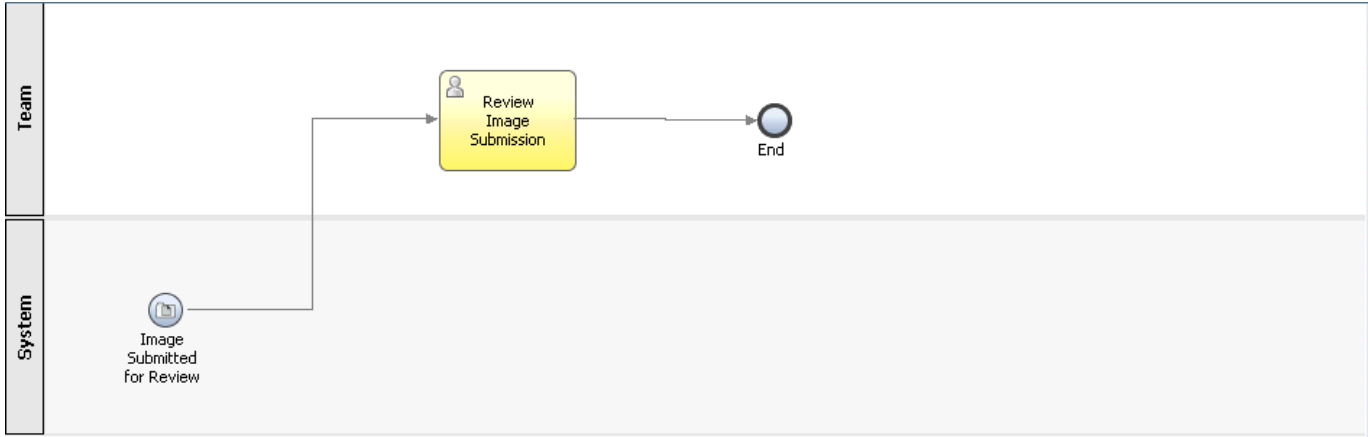 Team
Review
Image
Submission
End
System
Image
Submitted
for Review